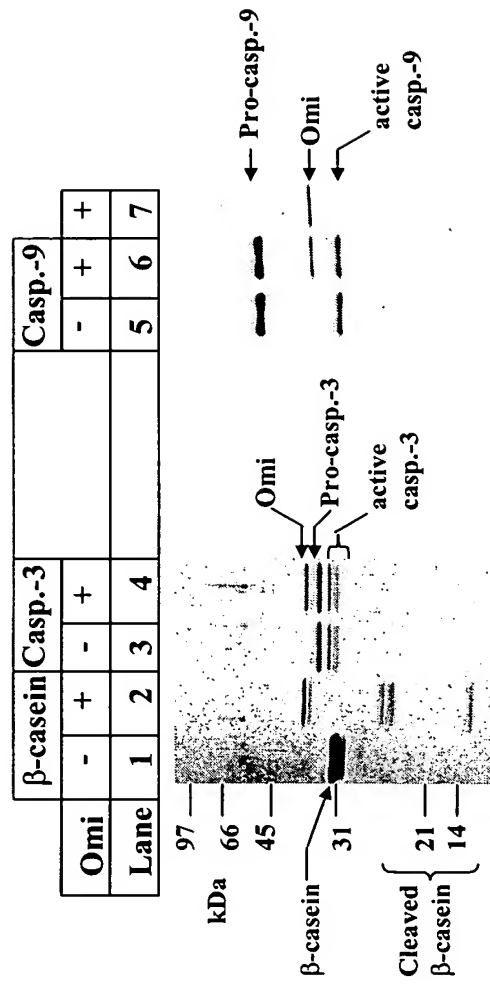 β-casein Casp.-3 Casp.-9
Omi - + - + - + +
Lane 1 2 3 4 5 6 7
kDa
97
66
45
31
21
14
β-casein
Cleaved
β-casein
Omi
Pro-casp.-3
active
casp.-3
Pro-casp.-9
Omi
active
casp.-9